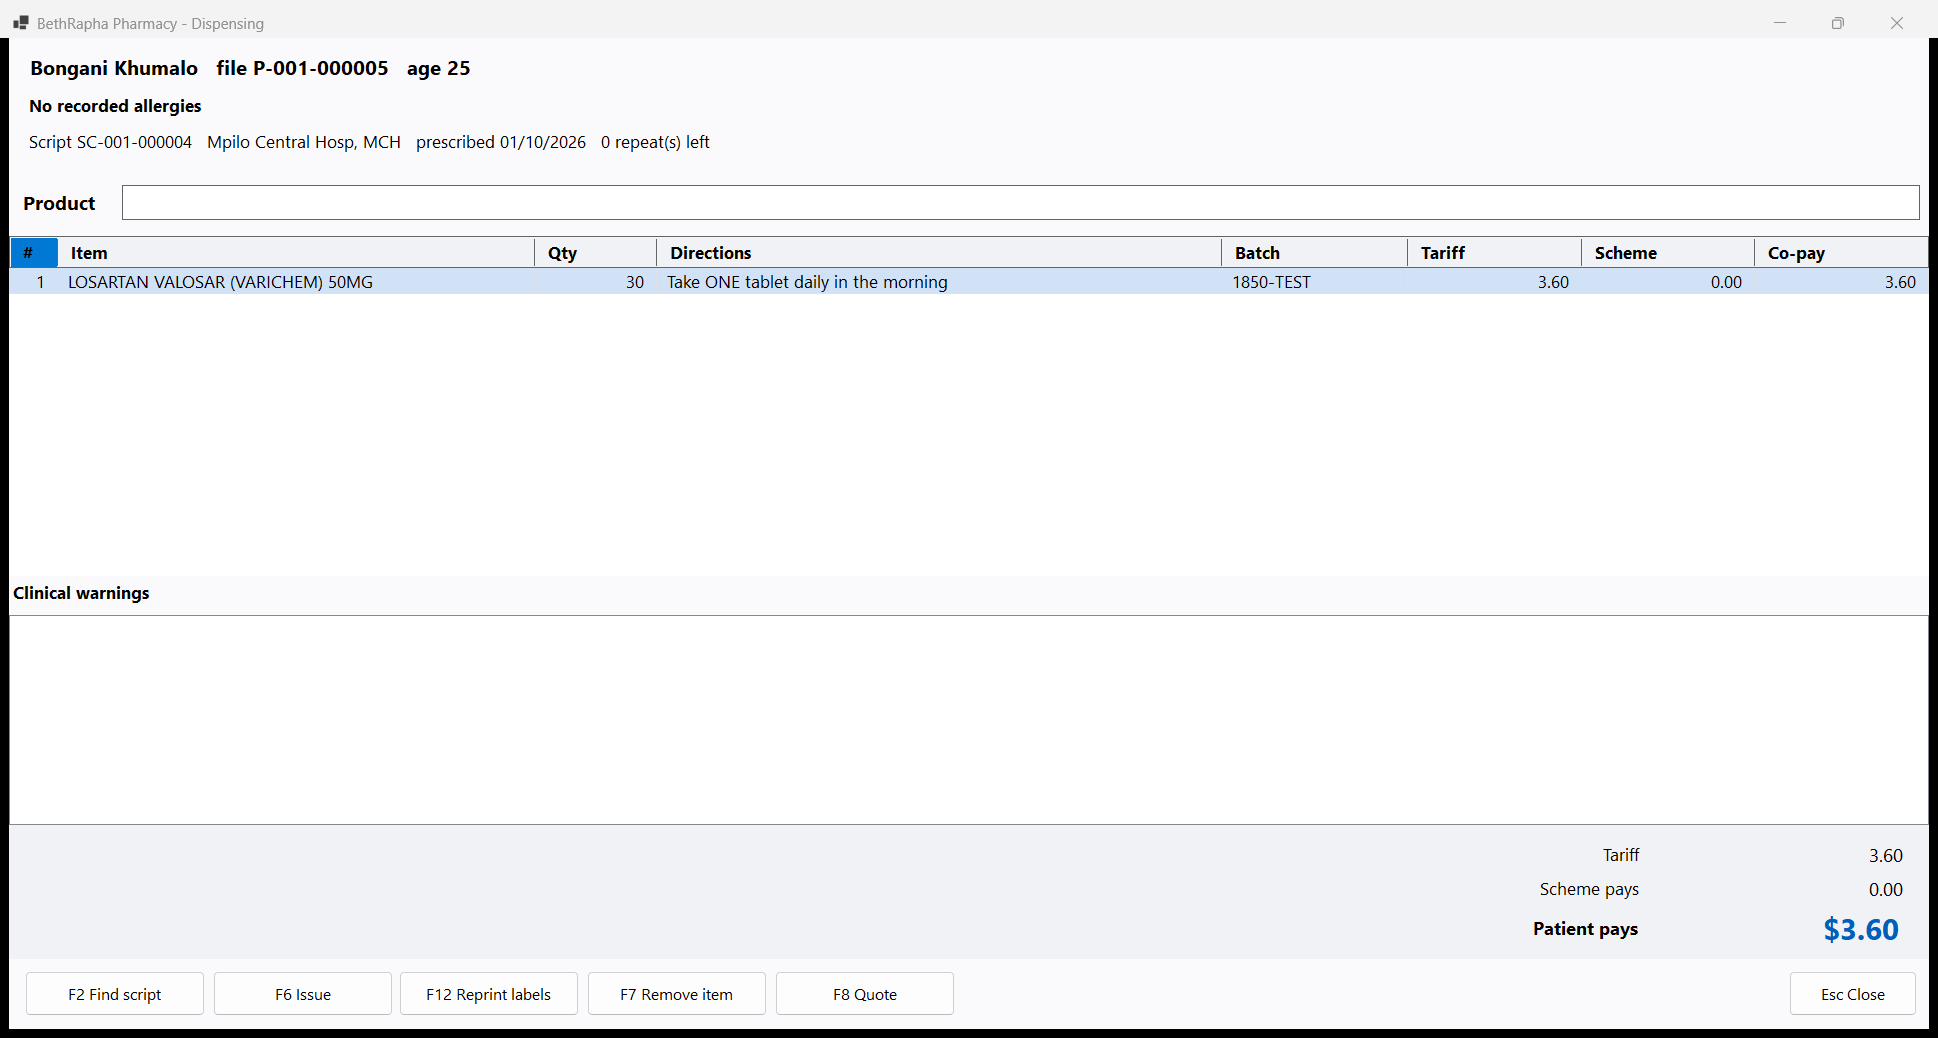 BethRapha Pharmacy - Dispensing
Bongani Khumalo file P-001-000005 age 25
No recorded allergies
Script SC-001-000004 Mpilo Central Hosp, MCH prescribed 01/10/2026 0 repeat(s) left
Product
# Item Qty Directions Batch Tariff Scheme Co-pay
1 LOSARTAN VALOSAR (VARICHEM) 50MG 30 Take ONE tablet daily in the morning 1850-TEST 3.60 0.00 3.60
Clinical warnings
Tariff 3.60
Scheme pays 0.00
Patient pays $3.60
F2 Find script F6 Issue F12 Reprint labels F7 Remove item F8 Quote Esc Close